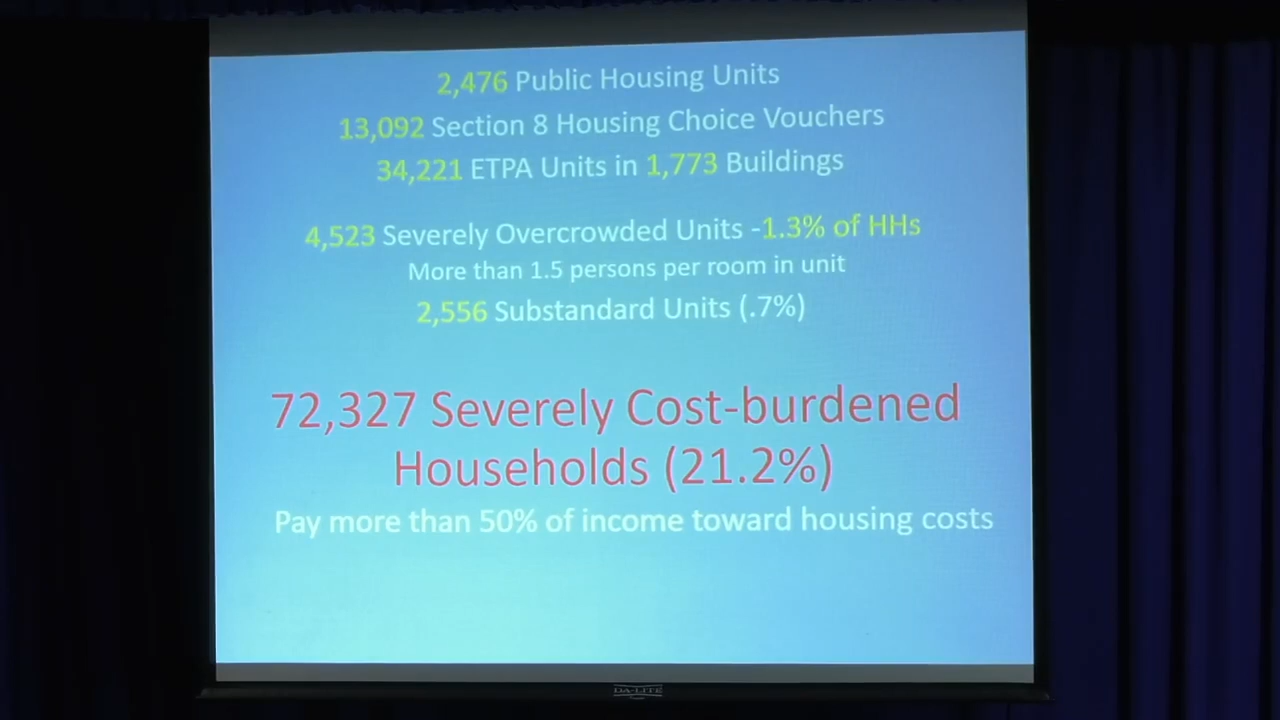 2,476 Public Housing Units
13,092 Section 8 Housing Choice Vouchers
34,221 ETPA Units in 1,773 Buildings
4,523 Severely Overcrowded Units -1.3% of HHs
More than 1.5 persons per room in unit
2,556 Substandard Units (.7%)
72,327 Severely Cost-burdened
Households (21.2%)
Pay more than 50% of income toward housing costs
DA-LITE